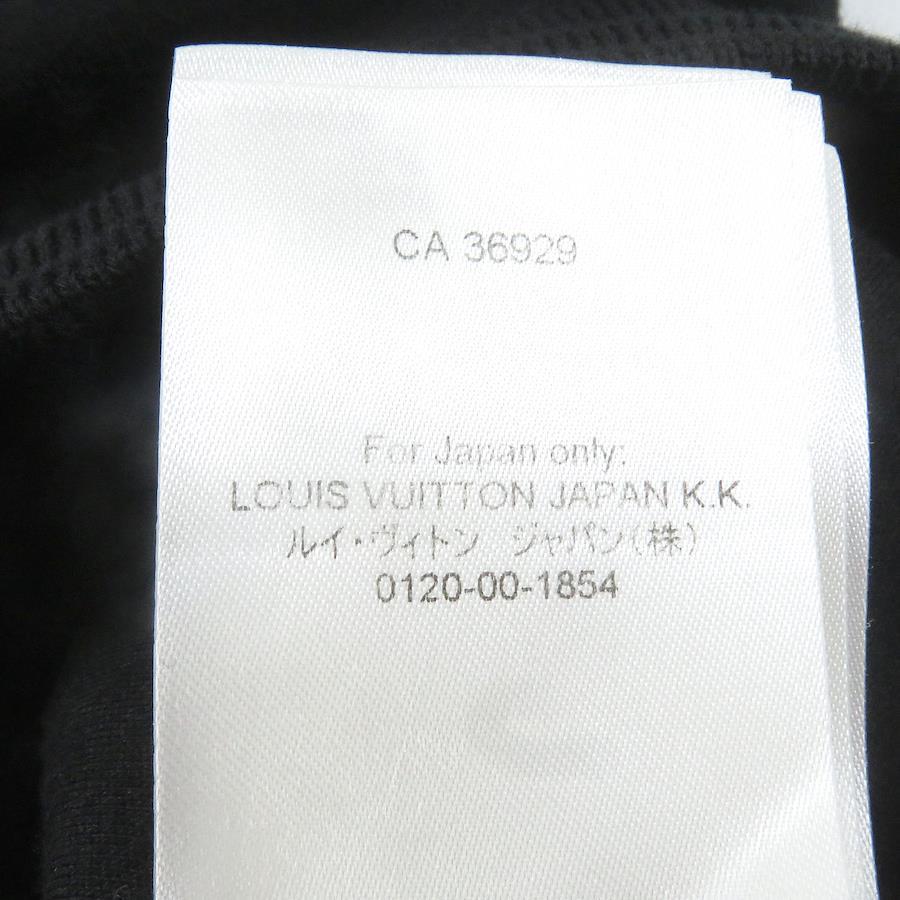 CA 36929
For Japan only:
LOUIS VUITTON JAPAN K.K.
ルイ・ヴィトン　ジャパン(株)
0120-00-1854